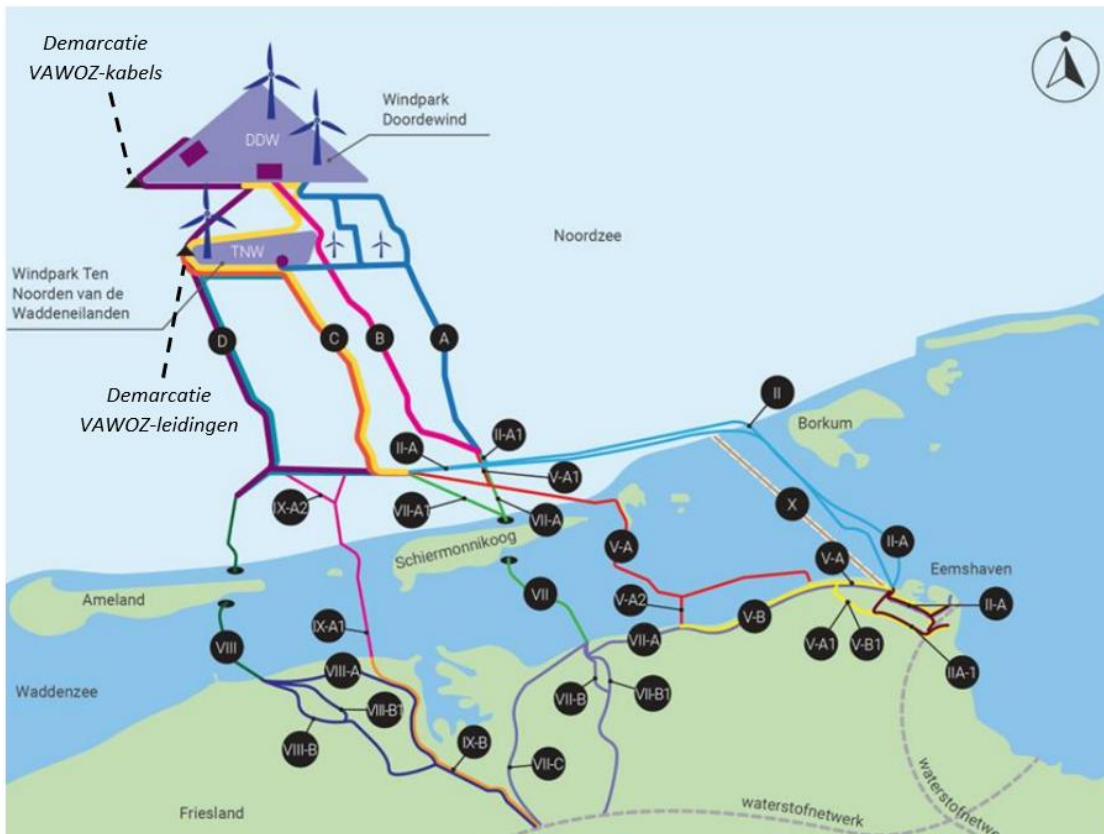 Demarcatie
VAWOZ-kabels
Windpark
Doordewind
DDW
TNW
Noordzee
Windpark Ten
Noorden van de
Waddeneilanden
D
C
B
A
Demarcatie
VAWOZ-leidingen
II
Borkum
II-A1
II-A
V-A1
IX-A2
VII-A1
VII-A
X
Schiermonnikoog
V-A
II-A
V-A
Eemshaven
Ameland
VII
V-A2
II-A
IX-A1
V-B
VIII
VII-A
V-A1
V-B1
VIII-A
IIA-1
Waddenzee
VII-B
VII-B1
VIII-B1
VIII-B
IX-B
VII-C
Friesland
waterstofnetwerk
waterstofnetwe